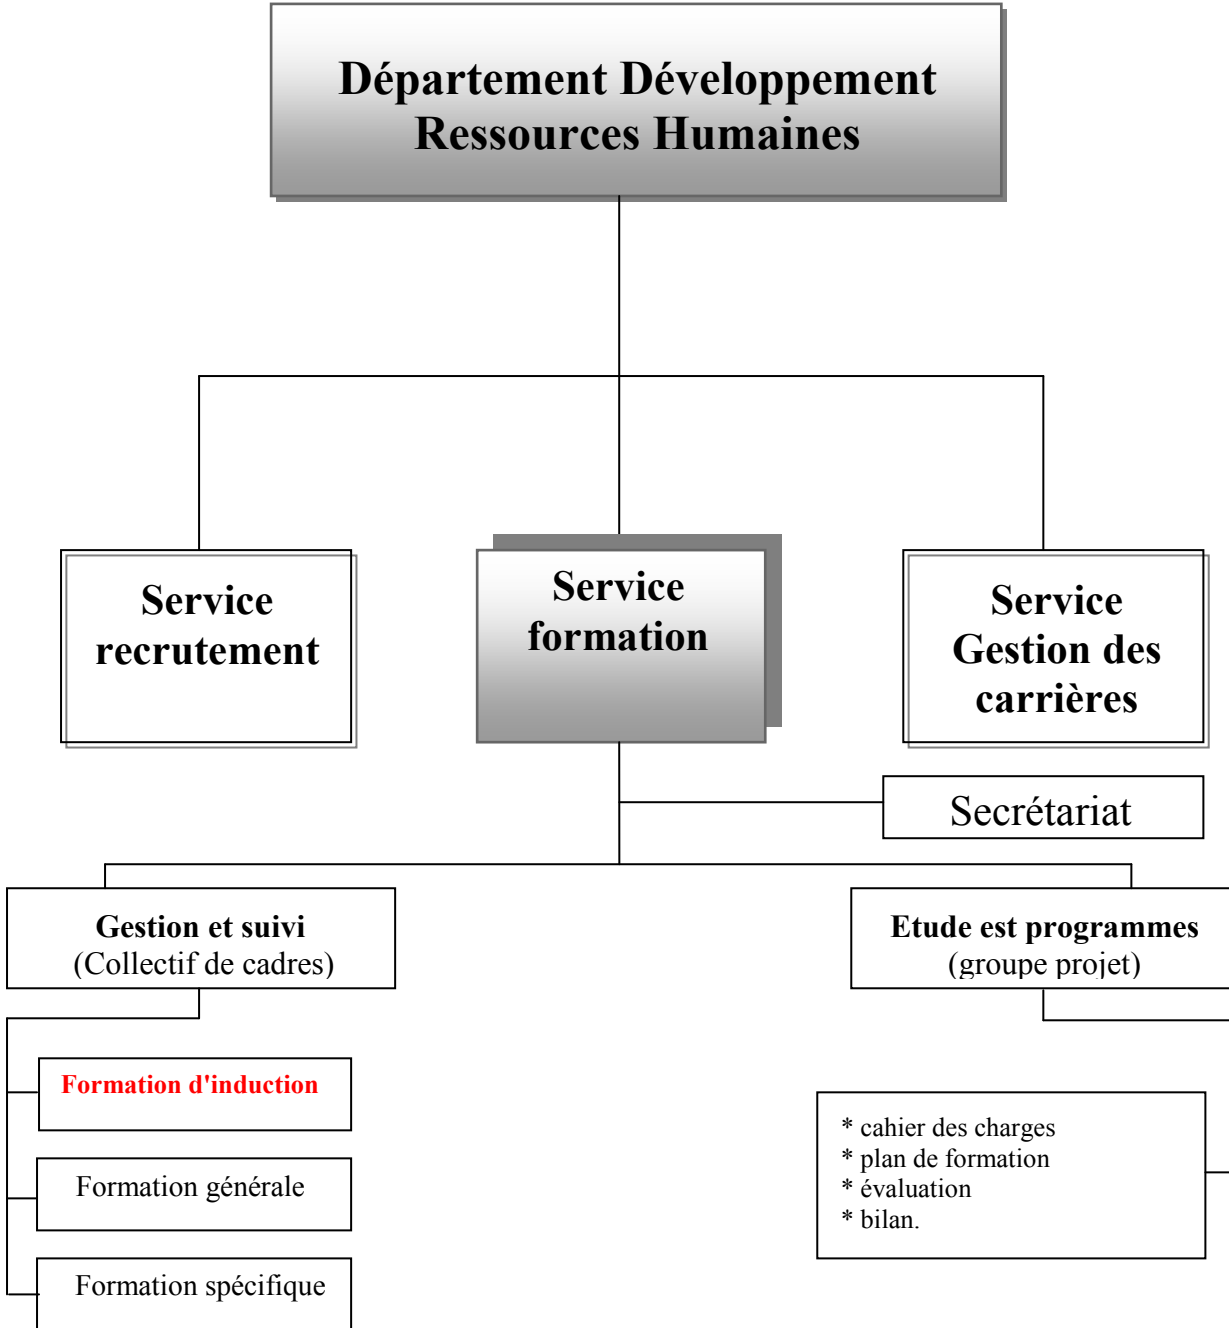 Département Développement
Ressources Humaines
Service
recrutement
Service
formation
Service
Gestion des
carrières
Secrétariat
Gestion et suivi
(Collectif de cadres)
Etude est programmes
(groupe projet)
Formation d'induction
Formation générale
Formation spécifique
* cahier des charges
* plan de formation
* évaluation
* bilan.